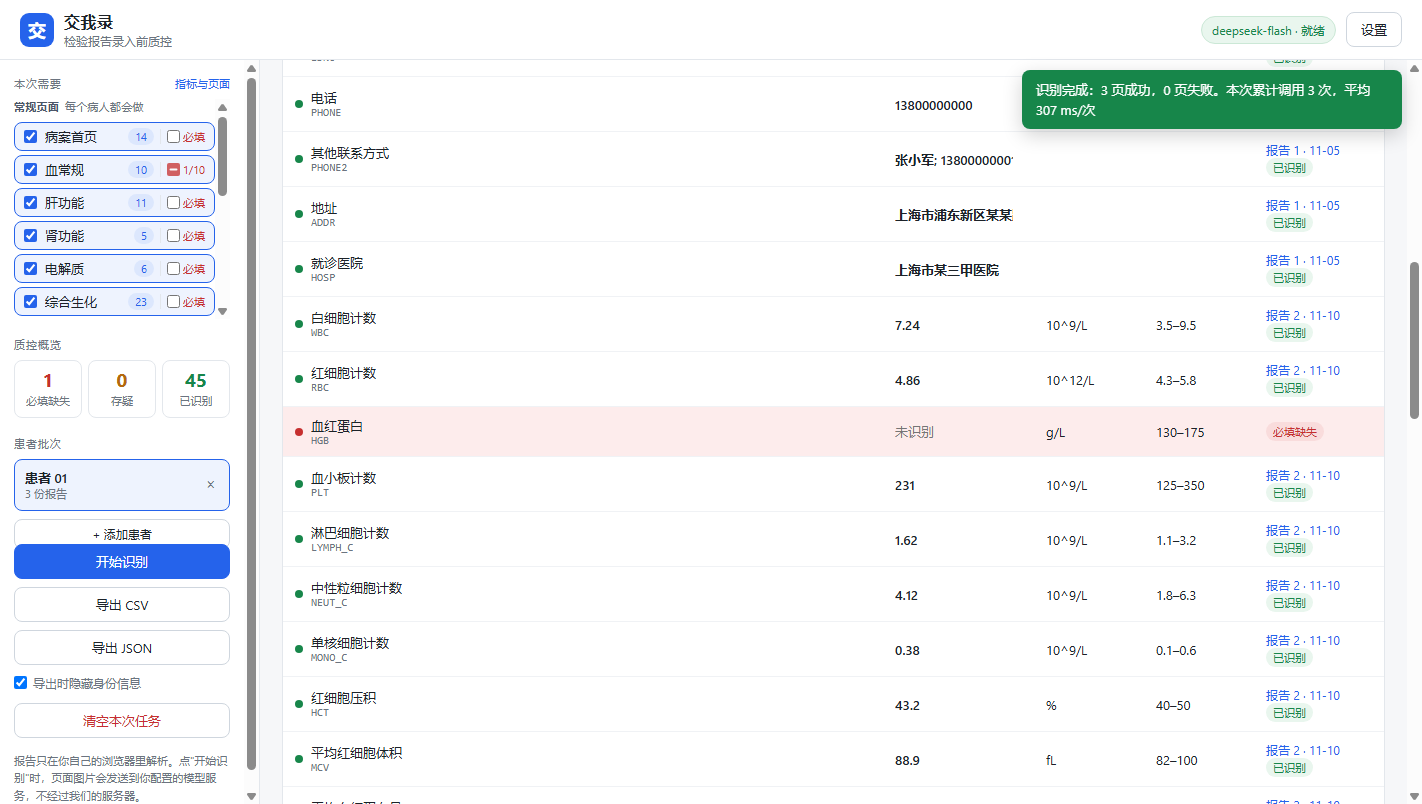 交
交我录
检验报告录入前质控
deepseek-flash · 就绪
设置
识别完成：3 页成功，0 页失败。本次累计调用 3 次，平均
307 ms/次
本次需要
指标与页面
常规页面 每个病人都会做
病案首页 14 必填
血常规 10 1/10
肝功能 11 必填
肾功能 5 必填
电解质 6 必填
综合生化 23 必填
质控概览
1 0 45
必填缺失 存疑 已识别
患者批次
患者 01
3 份报告
×
+ 添加患者
开始识别
导出 CSV
导出 JSON
导出时隐藏身份信息
清空本次任务
报告只在你自己的浏览器里解析。点"开始识
别"时，页面图片会发送到你配置的模型服
务，不经过我们的服务器。
电话 13800000000
PHONE
其他联系方式 张小军; 1380000000 报告 1 · 11-05
PHONE2 已识别
地址 上海市浦东新区某某 报告 1 · 11-05
ADDR 已识别
就诊医院 上海市某三甲医院 报告 1 · 11-05
HOSP 已识别
白细胞计数 7.24 10^9/L 3.5–9.5 报告 2 · 11-10
WBC 已识别
红细胞计数 4.86 10^12/L 4.3–5.8 报告 2 · 11-10
RBC 已识别
血红蛋白 未识别 g/L 130–175 必填缺失
HGB
血小板计数 231 10^9/L 125–350 报告 2 · 11-10
PLT 已识别
淋巴细胞计数 1.62 10^9/L 1.1–3.2 报告 2 · 11-10
LYMPH_C 已识别
中性粒细胞计数 4.12 10^9/L 1.8–6.3 报告 2 · 11-10
NEUT_C 已识别
单核细胞计数 0.38 10^9/L 0.1–0.6 报告 2 · 11-10
MONO_C 已识别
红细胞压积 43.2 % 40–50 报告 2 · 11-10
HCT 已识别
平均红细胞体积 88.9 fL 82–100 报告 2 · 11-10
MCV 已识别